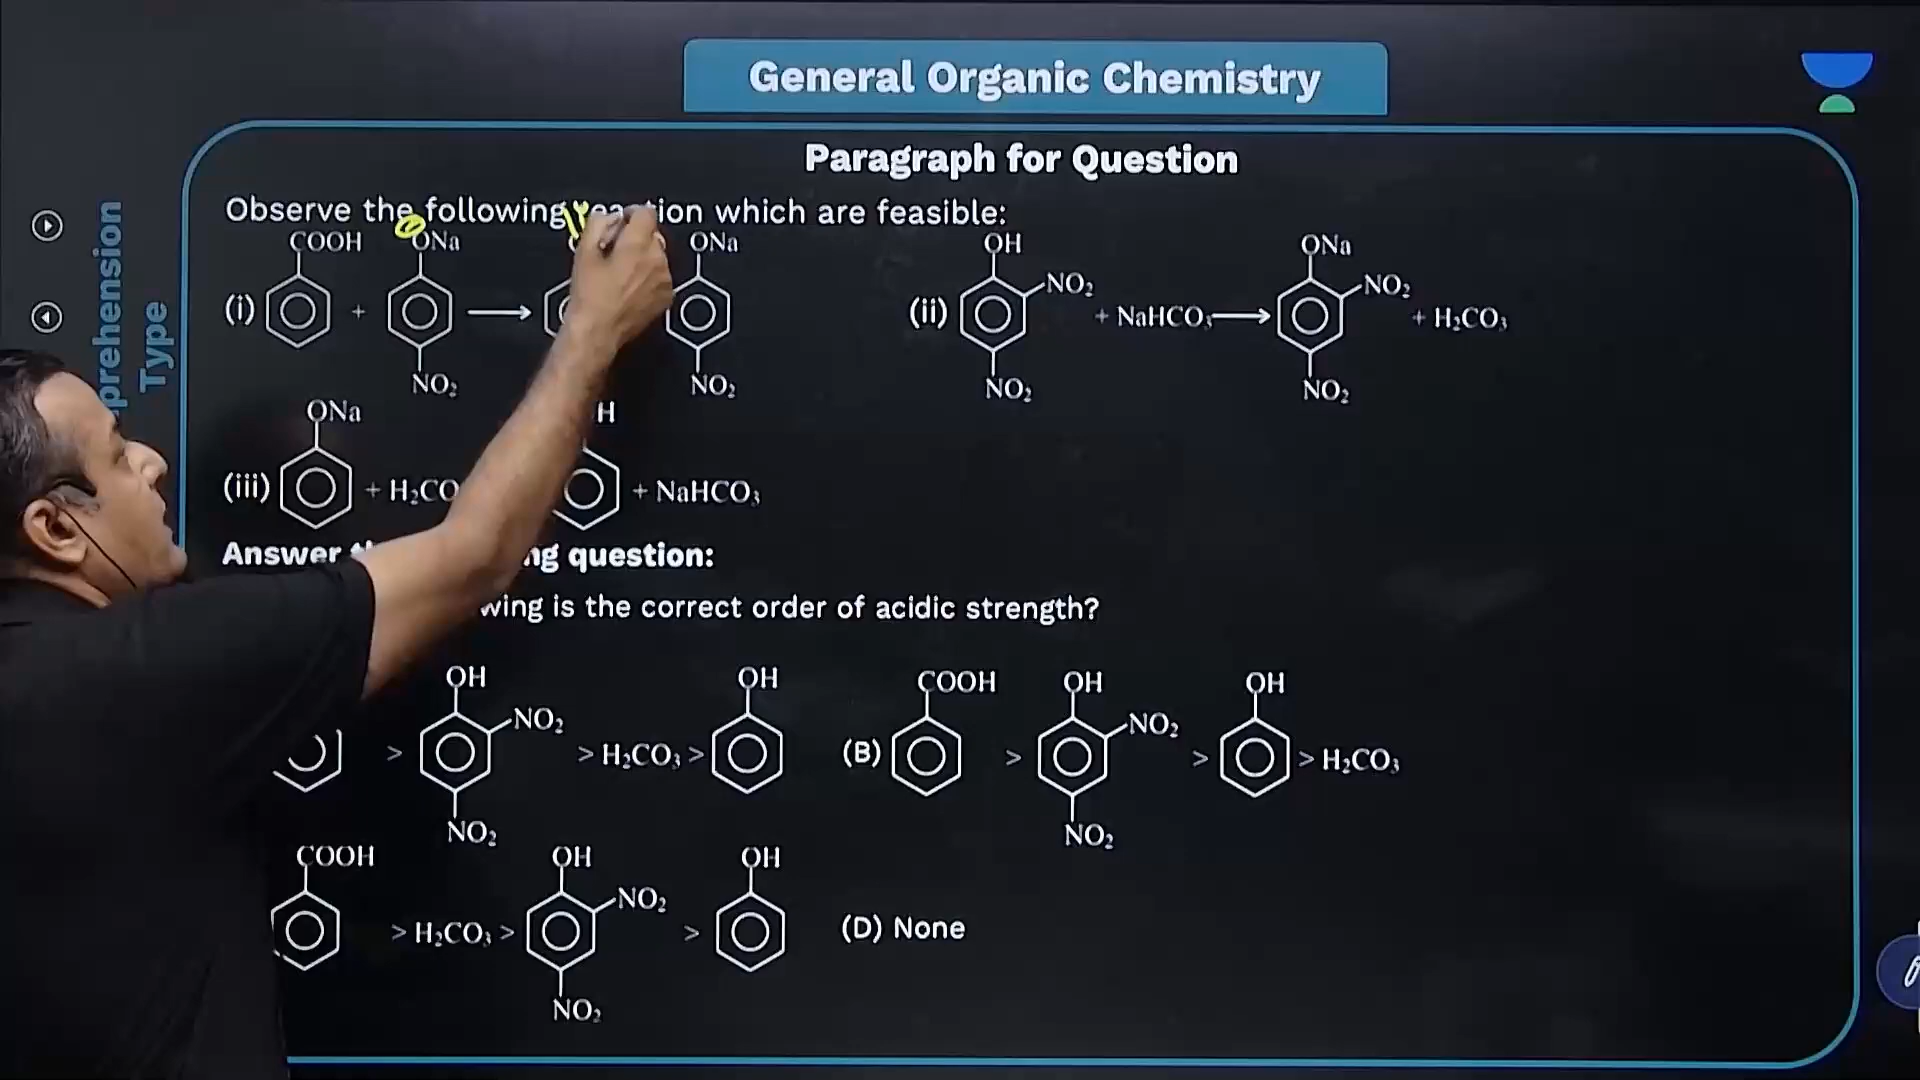 General Organic Chemistry
Paragraph for Question
Observe the following reaction which are feasible:
COOH ONa ONa
(i) + ⟶
NO₂ NO₂
OH ONa
NO₂ NO₂
(ii) + NaHCO₃ ⟶ + H₂CO₃
NO₂ NO₂
ONa H
(iii) + H₂CO + NaHCO₃
Answer question:
is the correct order of acidic strength?
OH OH
NO₂
> > H₂CO₃ >
NO₂
COOH OH OH
NO₂
(B) > > > H₂CO₃
NO₂
COOH OH OH
NO₂
> H₂CO₃ > >
NO₂
(D) None
Type